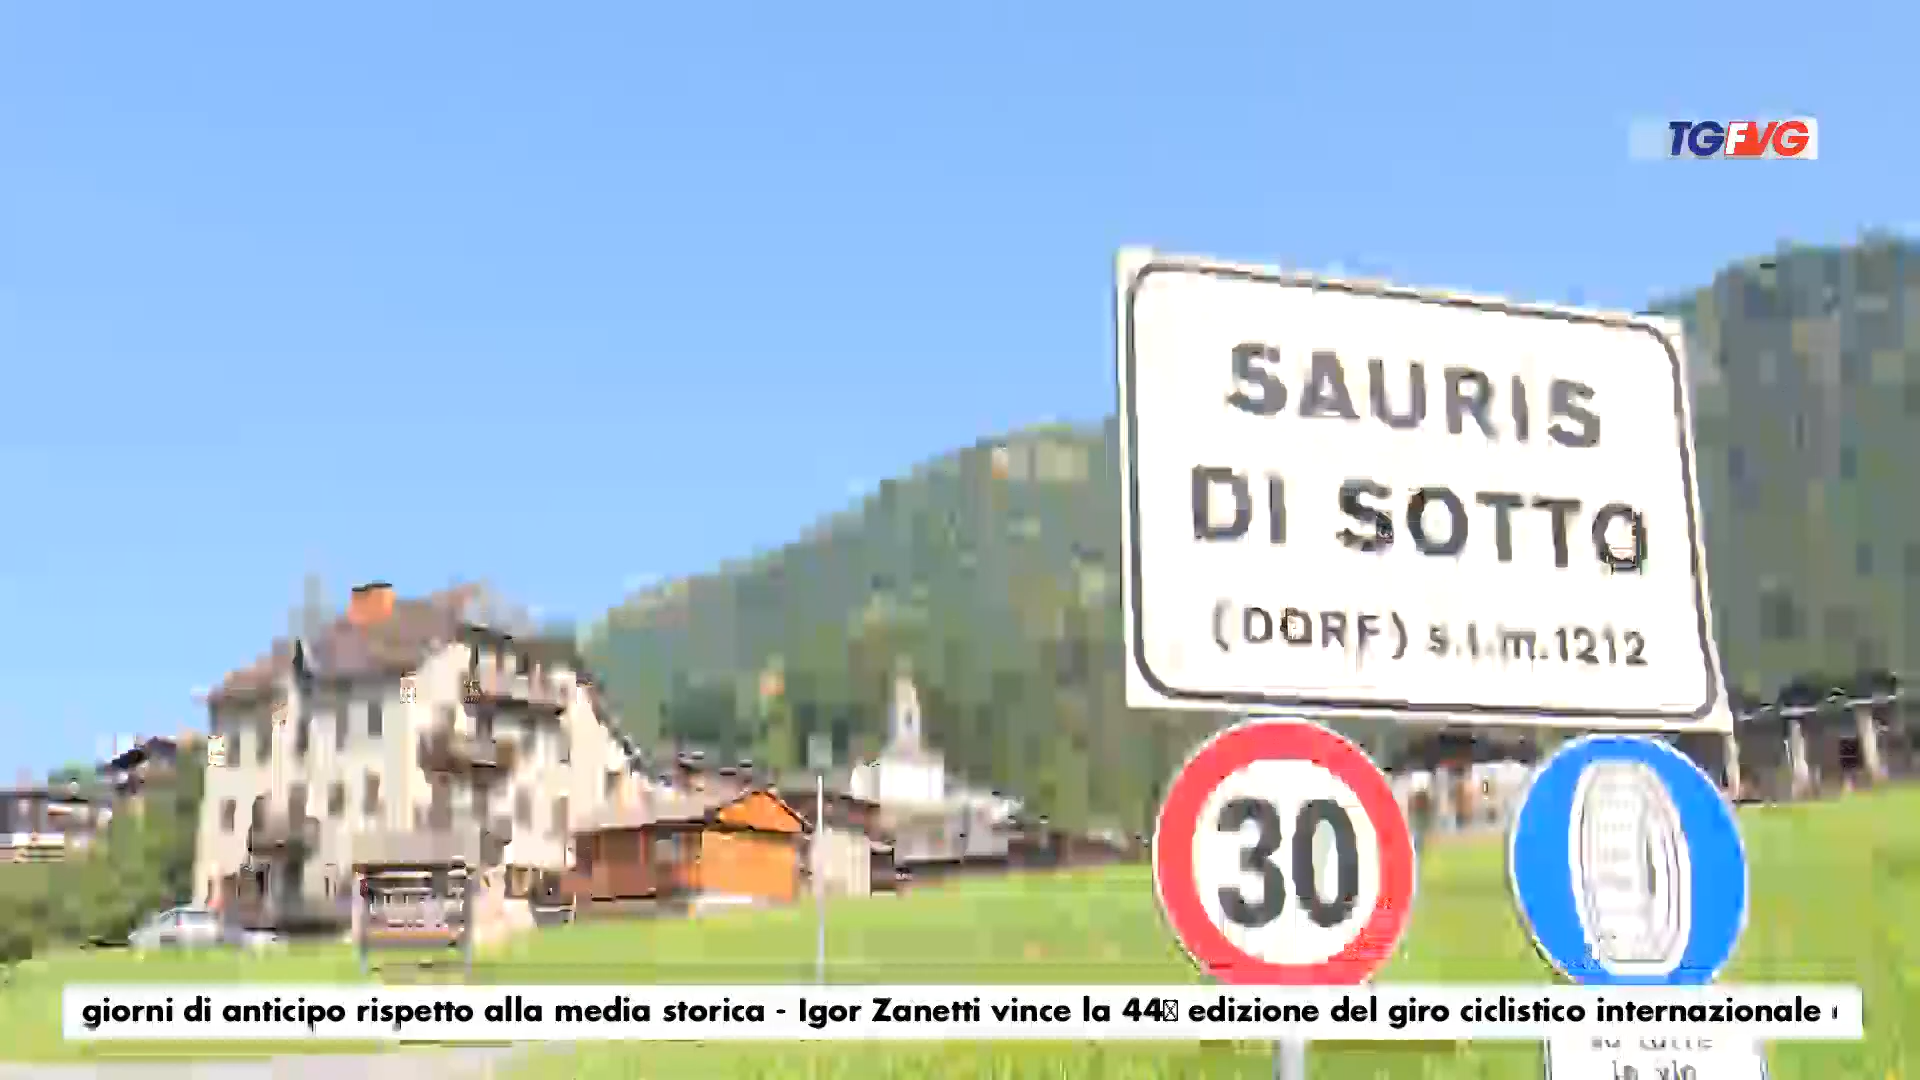 TGFVG
SAURIS
DI SOTTO
(DORF) s.l.m.1212
30
giorni di anticipo rispetto alla media storica - Igor Zanetti vince la 44 edizione del giro ciclistico internazionale